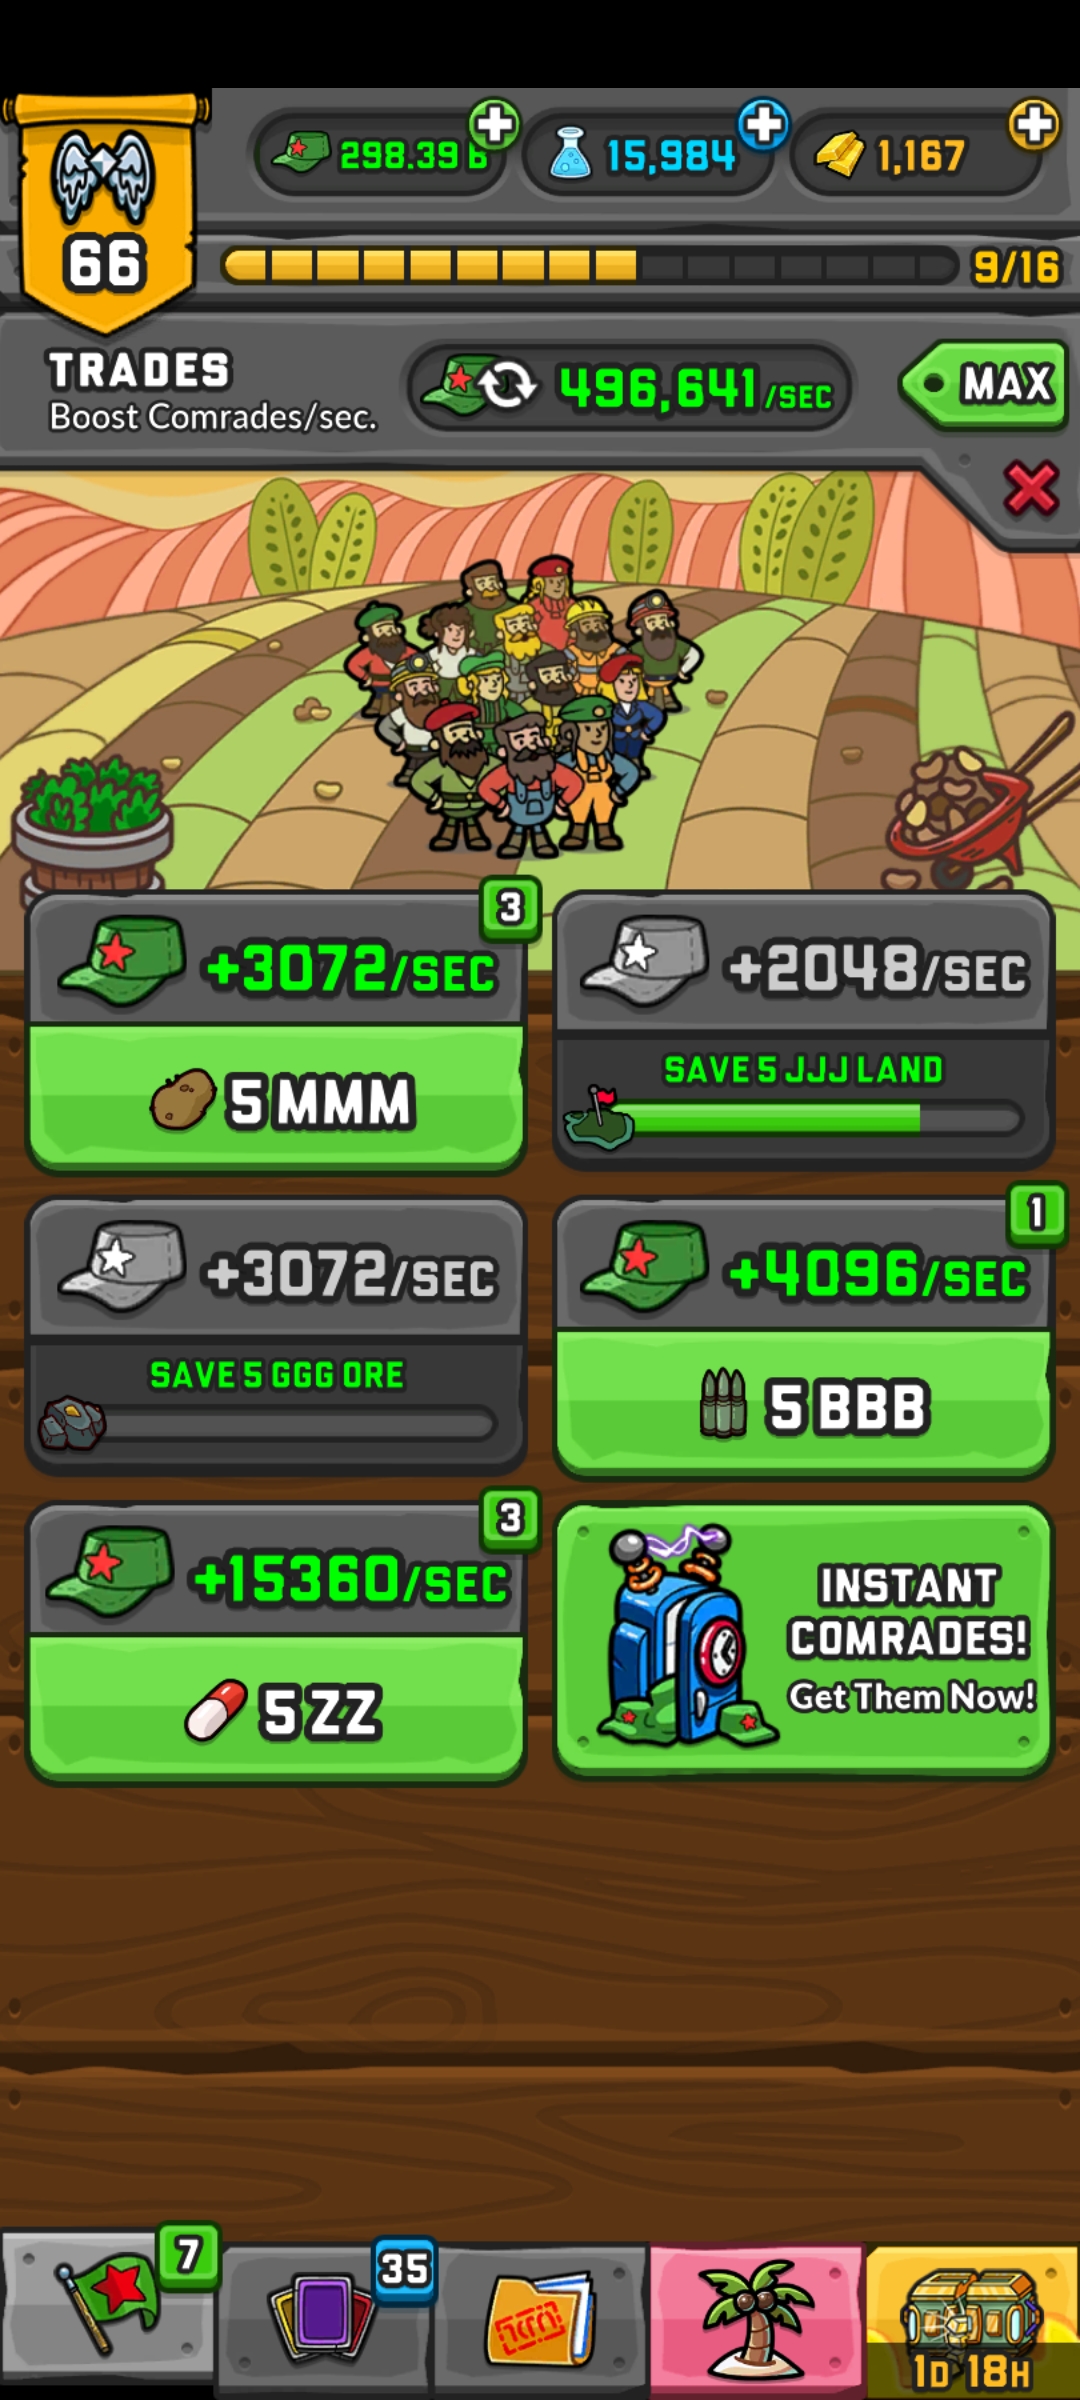 298.39 B
15,984
1,167
66
9/16
TRADES
Boost Comrades/sec.
496,641/SEC
MAX
3
+3072/SEC
5 MMM
+2048/SEC
SAVE 5 JJJ LAND
+3072/SEC
SAVE 5 GGG ORE
1
+4096/SEC
5 BBB
3
+15360/SEC
5 ZZ
INSTANT
COMRADES!
Get Them Now!
7
35
1D 18H